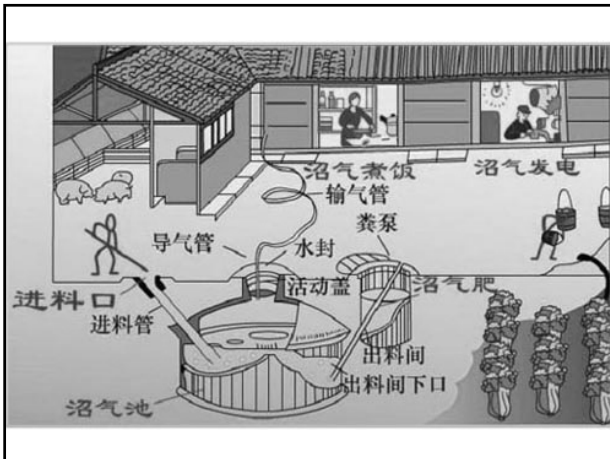 沼气煮饭
沼气发电
输气管
粪泵
导气管
水封
进料口
活动盖
沼气肥
进料管
出料间
出料间下口
沼气池